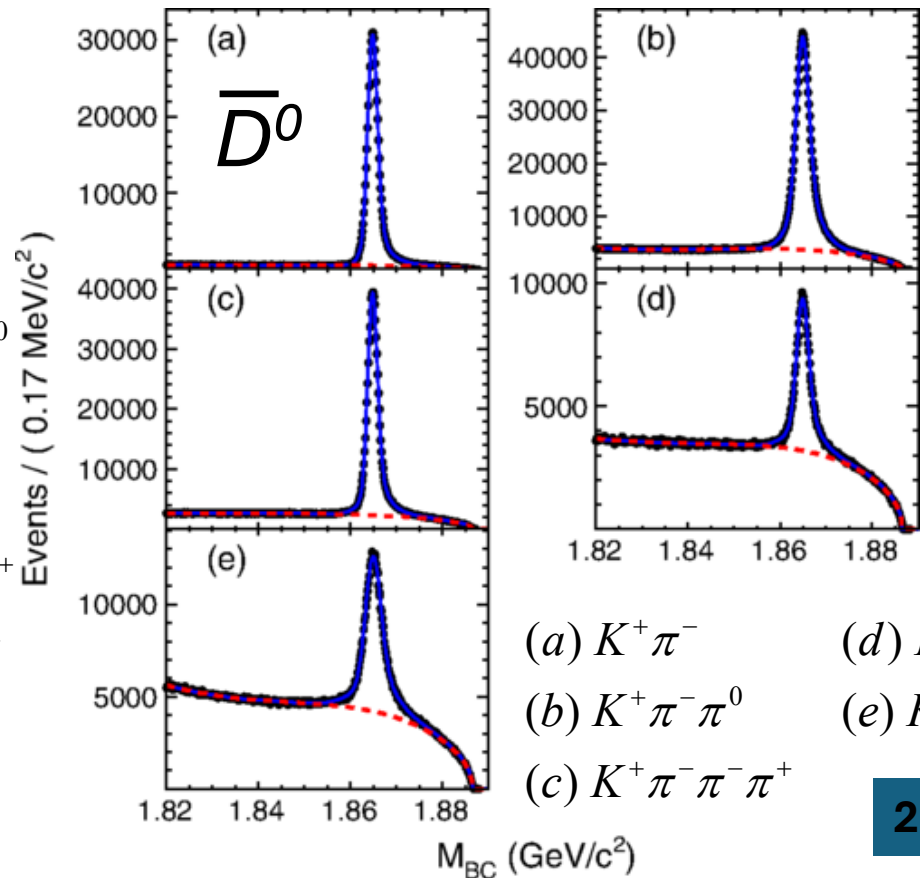 (a)
(b)
D̅⁰
30000
20000
10000
40000
30000
20000
10000
0
(c)
(d)
40000
30000
20000
10000
10000
5000
+
(e)
10000
5000
1.82 1.84 1.86 1.88
1.82 1.84 1.86 1.88
Events / ( 0.17 MeV/c²)
M_BC (GeV/c²)
(a) K⁺π⁻
(b) K⁺π⁻π⁰
(c) K⁺π⁻π⁻π⁺
(d)
(e)
2